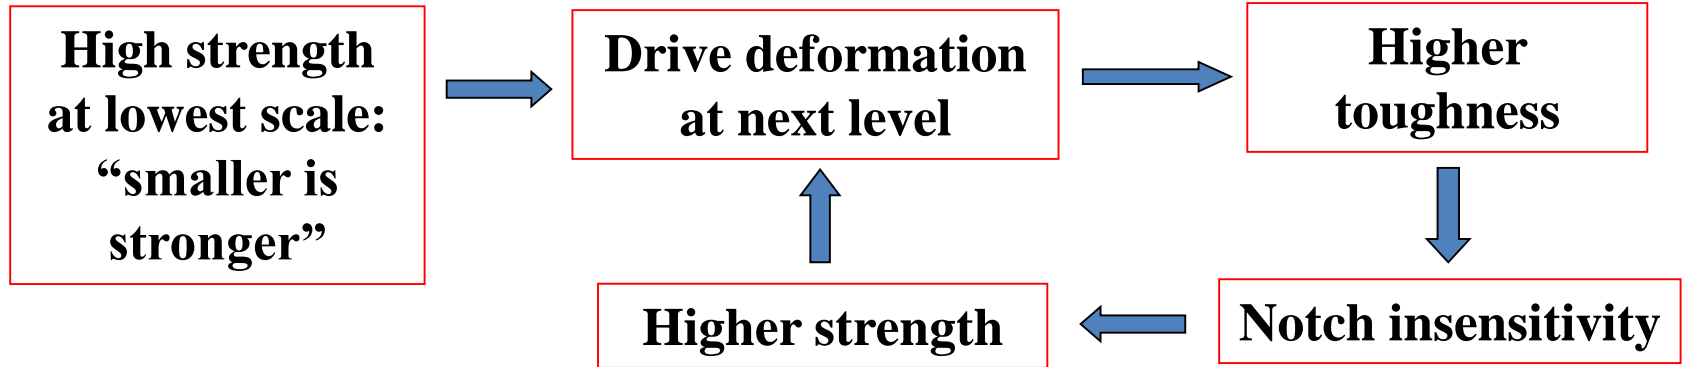 High strength
at lowest scale:
“smaller is
stronger”
Drive deformation
at next level
Higher
toughness
Notch insensitivity
Higher strength